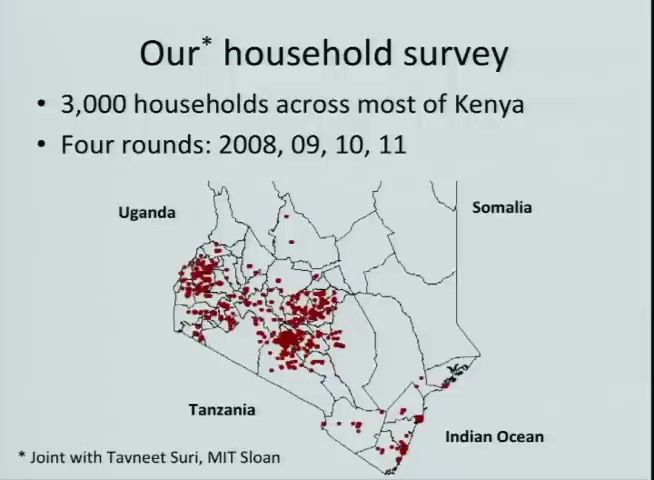 Our* household survey
• 3,000 households across most of Kenya
• Four rounds: 2008, 09, 10, 11
Uganda
Somalia
Tanzania
Indian Ocean
* Joint with Tavneet Suri, MIT Sloan